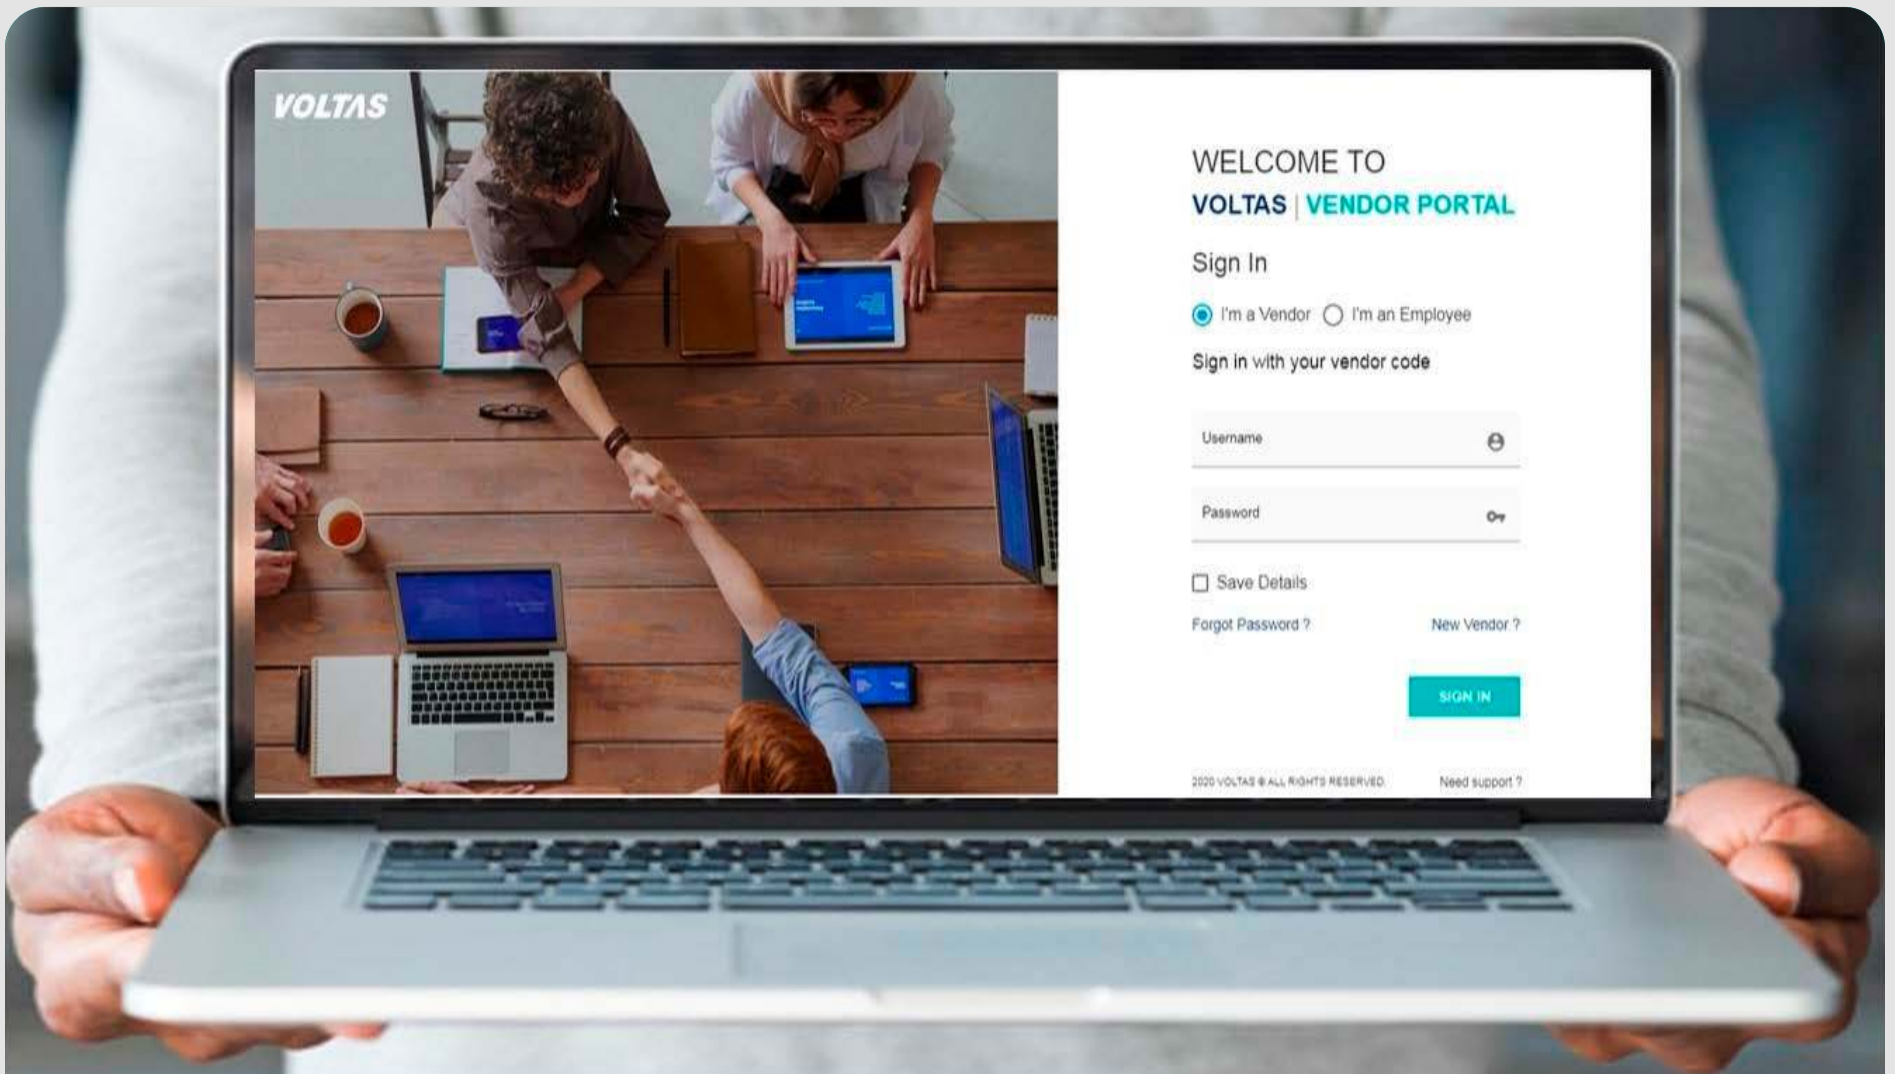 VOLTAS
WELCOME TO
VOLTAS | VENDOR PORTAL
Sign In
I'm a Vendor I'm an Employee
Sign in with your vendor code
Username
Password
Save Details
Forgot Password ? New Vendor ?
SIGN IN
2020 VOLTAS © ALL RIGHTS RESERVED. Need support ?